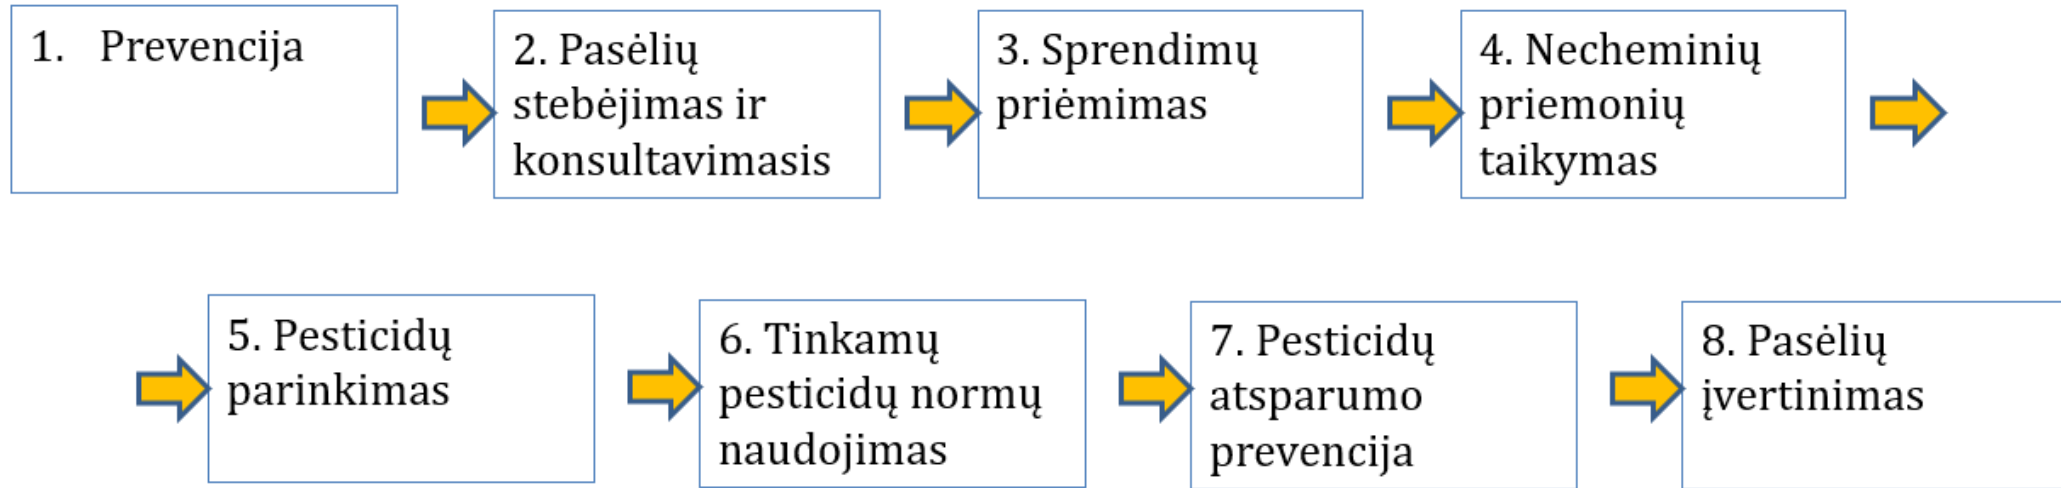 1. Prevencija
2. Pasėlių
stebėjimas ir
konsultavimasis
3. Sprendimų
priėmimas
4. Necheminių
priemonių
taikymas
5. Pesticidų
parinkimas
6. Tinkamų
pesticidų normų
naudojimas
7. Pesticidų
atsparumo
prevencija
8. Pasėlių
įvertinimas